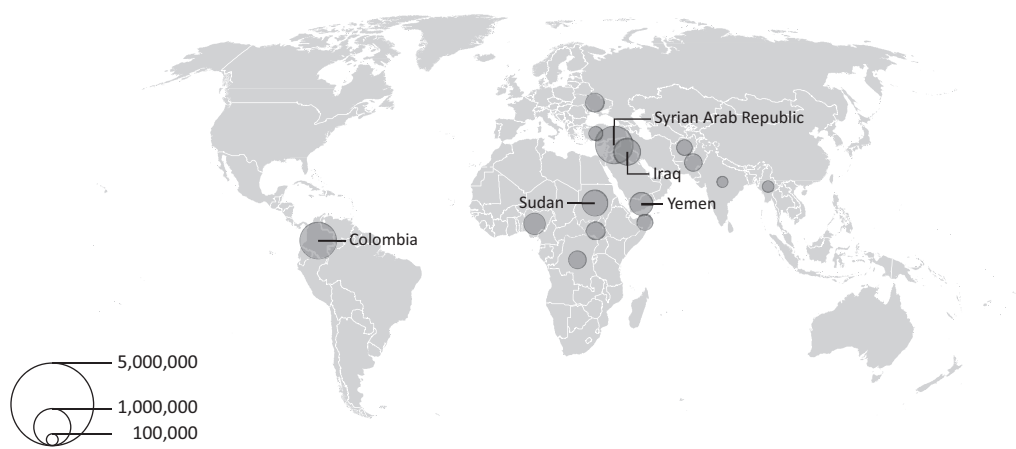 Syrian Arab Republic
Iraq
Sudan
Yemen
Colombia
5,000,000
1,000,000
100,000